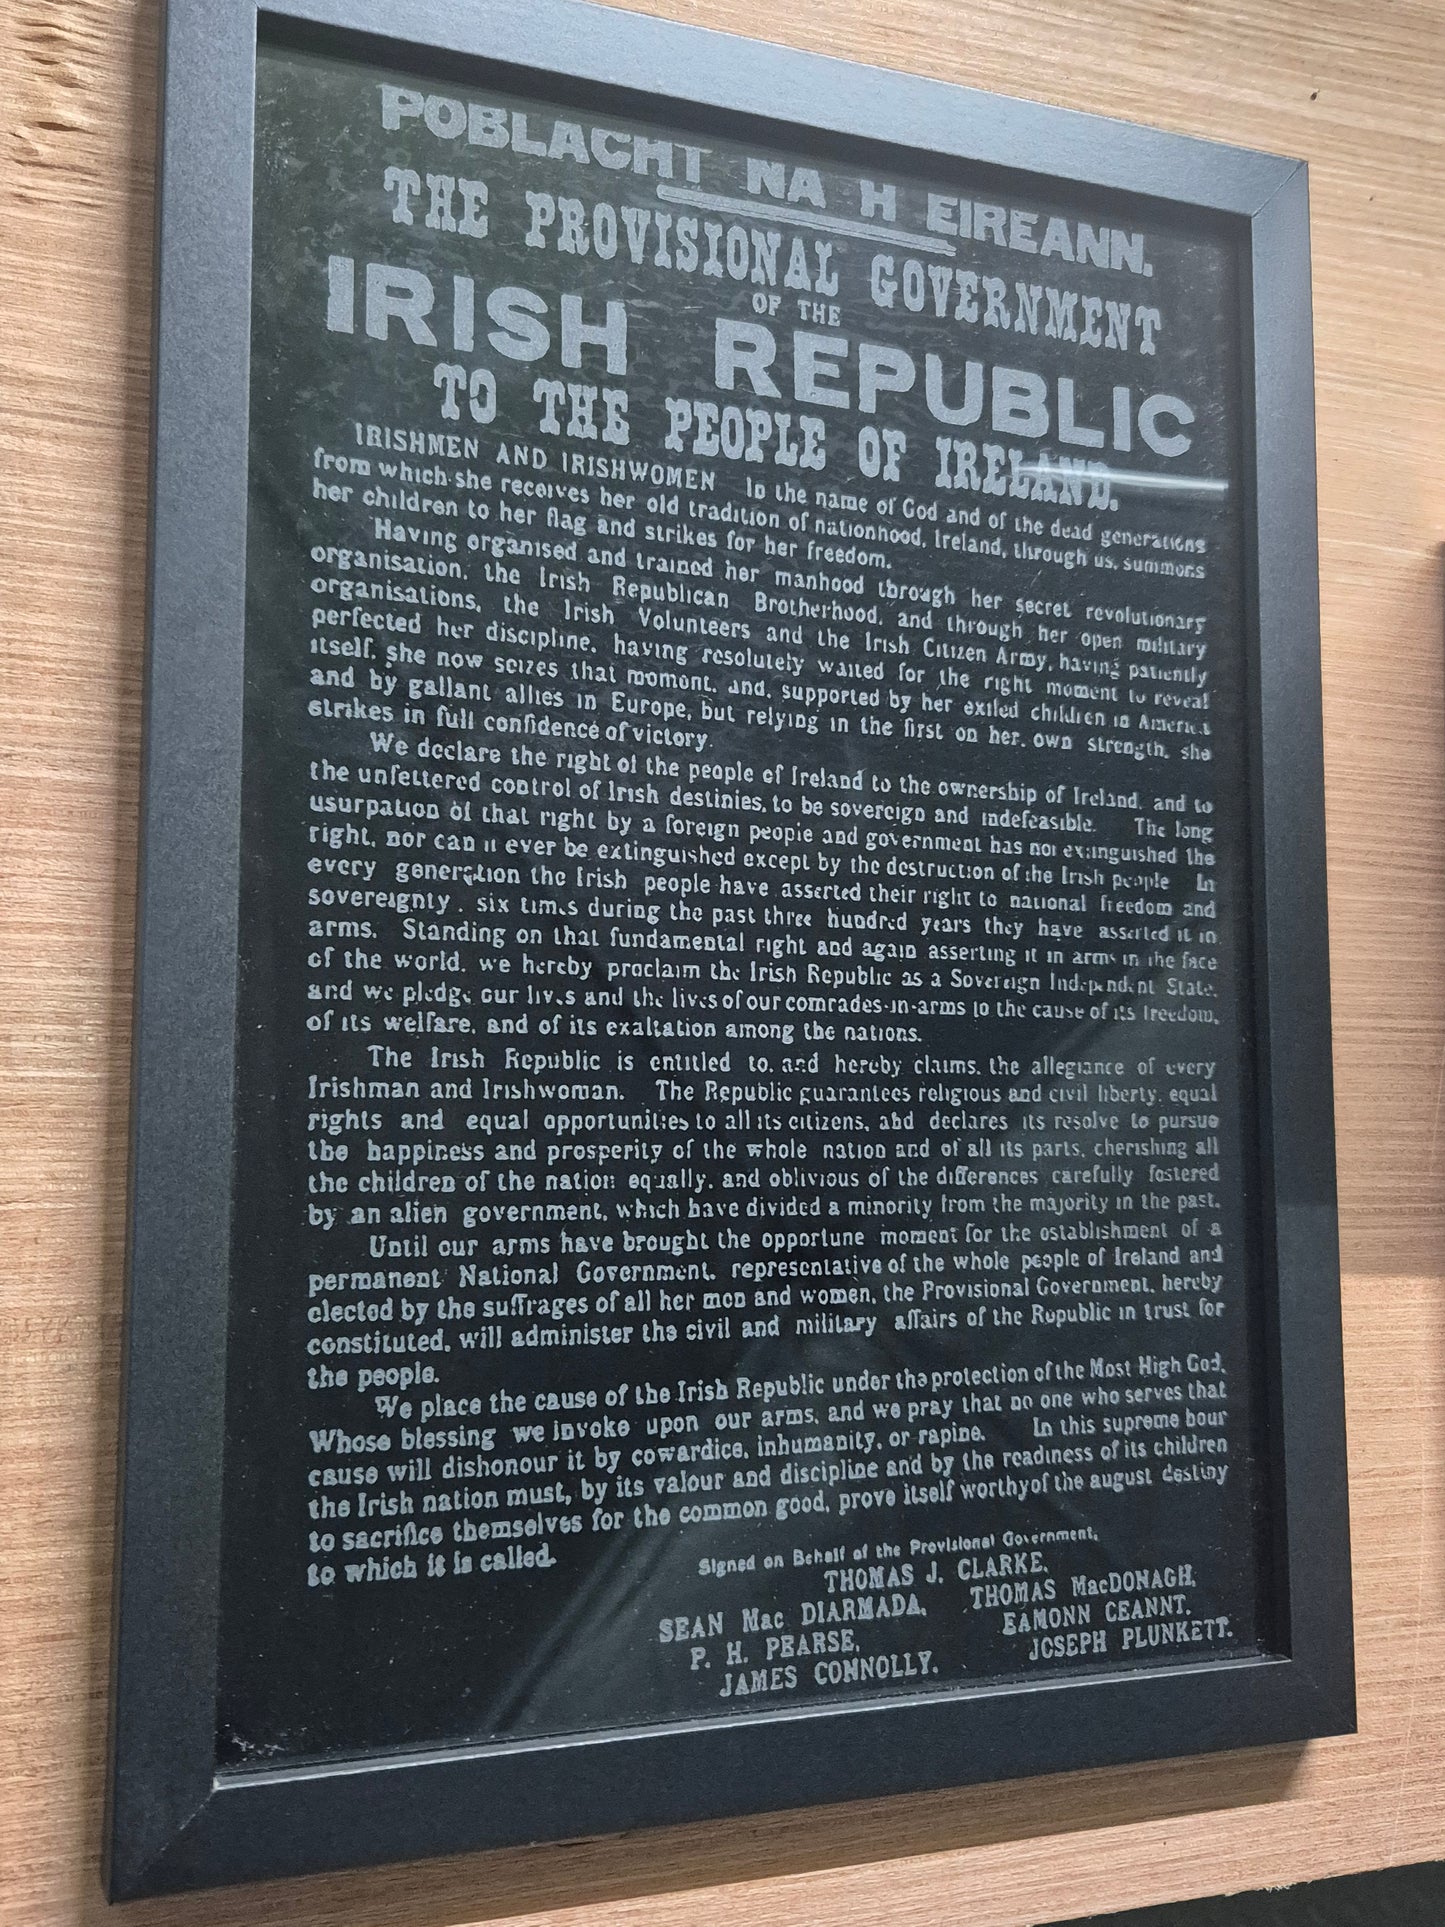 POBLACHT NA H EIREANN.
THE PROVISIONAL GOVERNMENT
OF THE
IRISH REPUBLIC
TO THE PEOPLE OF IRELAND.
IRISHMEN AND IRISHWOMEN In the name of God and of the dead generations
from which she receives her old tradition of nationhood, Ireland, through us, summons
her children to her flag and strikes for her freedom.
Having organised and trained her manhood through her secret revolutionary
organisation, the Irish Republican Brotherhood, and through her open military
organisations, the Irish Volunteers and the Irish Citizen Army, having patiently
perfected her discipline, having resolutely waited for the right moment to reveal
itself, she now seizes that moment, and, supported by her exiled children in America
and by gallant allies in Europe, but relying in the first on her own strength, she
strikes in full confidence of victory.
We declare the right of the people of Ireland to the ownership of Ireland, and to
the unfettered control of Irish destinies, to be sovereign and indefeasible. The long
usurpation of that right by a foreign people and government has not extinguished the
right, nor can it ever be extinguished except by the destruction of the Irish people In
every generation the Irish people have asserted their right to national freedom and
sovereignty, six times during the past three hundred years they have asserted it in
arms. Standing on that fundamental right and again asserting it in arms in the face
of the world, we hereby proclaim the Irish Republic as a Sovereign Independent State,
and we pledge our lives and the lives of our comrades-in-arms to the cause of its freedom,
of its welfare, and of its exaltation among the nations.
The Irish Republic is entitled to, and hereby claims, the allegiance of every
Irishman and Irishwoman. The Republic guarantees religious and civil liberty, equal
rights and equal opportunities to all its citizens, and declares its resolve to pursue
the happiness and prosperity of the whole nation and of all its parts, cherishing all
the children of the nation equally, and oblivious of the differences carefully fostered
by an alien government, which have divided a minority from the majority in the past.
Until our arms have brought the opportune moment for the establishment of a
permanent National Government, representative of the whole people of Ireland and
elected by the suffrages of all her men and women, the Provisional Government, hereby
constituted, will administer the civil and military affairs of the Republic in trust for
the people.
We place the cause of the Irish Republic under the protection of the Most High God,
Whose blessing we invoke upon our arms, and we pray that no one who serves that
cause will dishonour it by cowardice, inhumanity, or rapine. In this supreme hour
the Irish nation must, by its valour and discipline and by the readiness of its children
to sacrifice themselves for the common good, prove itself worthy of the august destiny
to which it is called.
Signed on Behalf of the Provisional Government,
THOMAS J. CLARKE,
SEAN Mac DIARMADA, THOMAS MacDONAGH,
P. H. PEARSE, EAMONN CEANNT,
JAMES CONNOLLY. JOSEPH PLUNKETT.